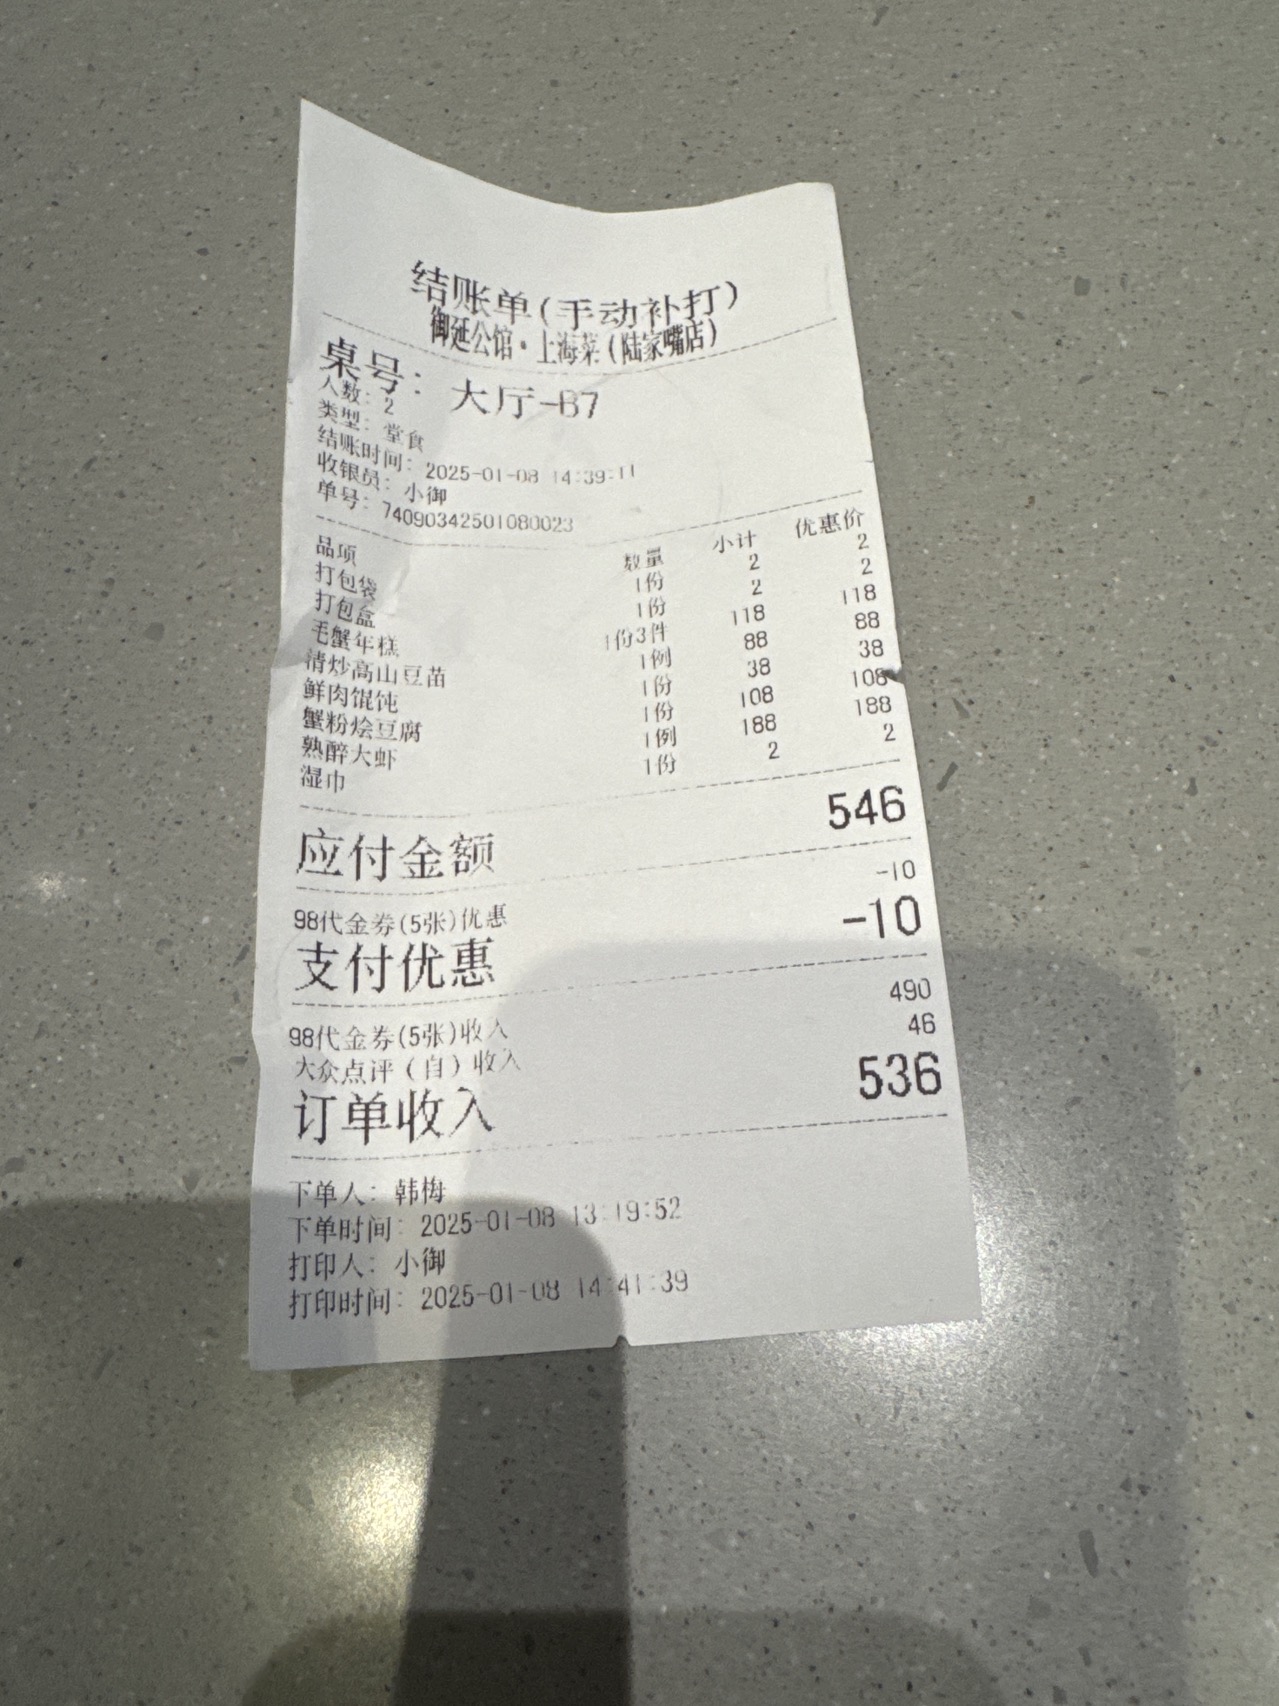 结账单(手动补打)
御延公馆·上海菜(陆家嘴店)
桌号: 大厅-B7
人数: 2
类型: 堂食
结账时间: 2025-01-08 14:39:11
收银员: 小御
单号: 74090342501080023
品项 数量 小计 优惠价
打包袋 1份 2 2
打包盒 1份 2 2
毛蟹年糕 1份3件 118 118
清炒高山豆苗 1例 88 88
鲜肉馄饨 1份 38 38
蟹粉烩豆腐 1份 108 108
熟醉大虾 1例 188 188
湿巾 1份 2 2
应付金额 546
98代金券(5张)优惠 -10
支付优惠 -10
98代金券(5张)收入 490
大众点评(自)收入 46
订单收入 536
下单人: 韩梅
下单时间: 2025-01-08 13:19:52
打印人: 小御
打印时间: 2025-01-08 14:41:39